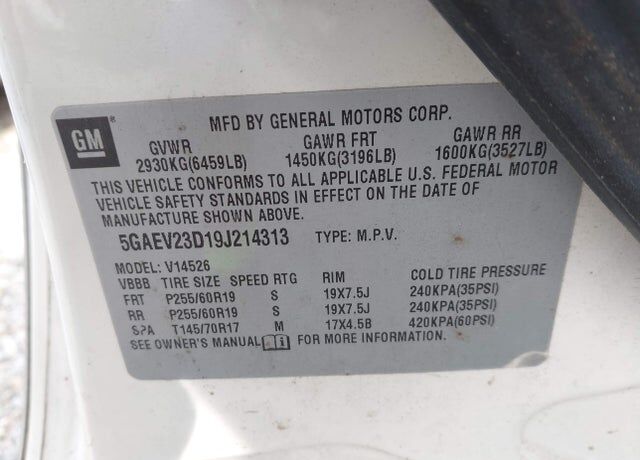 MFD BY GENERAL MOTORS CORP.
GM ®
GVWR GAWR FRT GAWR RR
2930KG(6459LB) 1450KG(3196LB) 1600KG(3527LB)
THIS VEHICLE CONFORMS TO ALL APPLICABLE U.S. FEDERAL MOTOR
VEHICLE SAFETY STANDARDS IN EFFECT ON THE DATE OF
MANUFACTURE SHOWN ABOVE.
5GAEV23D19J214313 TYPE: M.P.V.
MODEL: V14526
VBBB TIRE SIZE SPEED RTG RIM COLD TIRE PRESSURE
FRT P255/60R19 S 19X7.5J 240KPA(35PSI)
RR P255/60R19 S 19X7.5J 240KPA(35PSI)
SPA T145/70R17 M 17X4.5B 420KPA(60PSI)
SEE OWNER'S MANUAL FOR MORE INFORMATION.